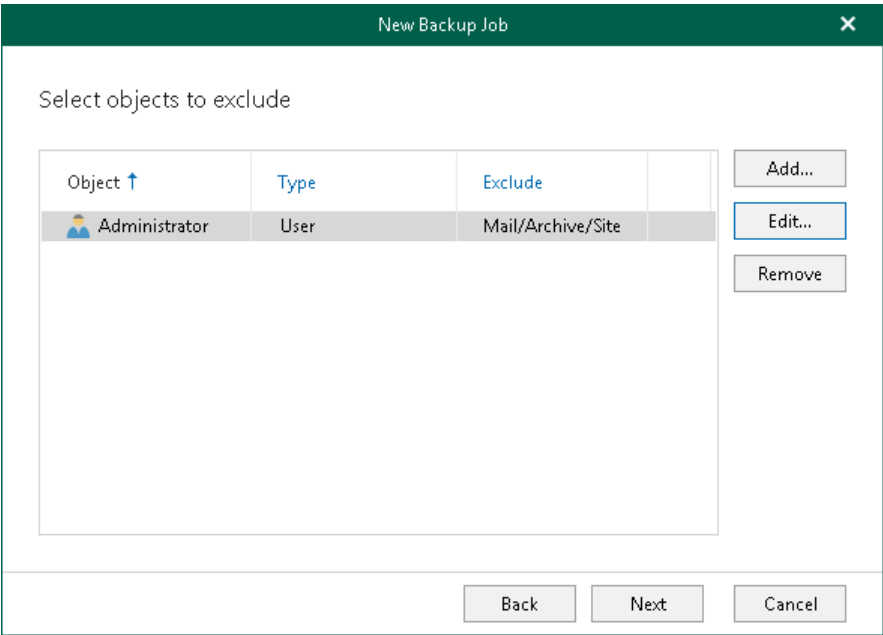 New Backup Job
Select objects to exclude
Object Type Exclude
Administrator User Mail/Archive/Site
Add...
Edit...
Remove
Back Next Cancel